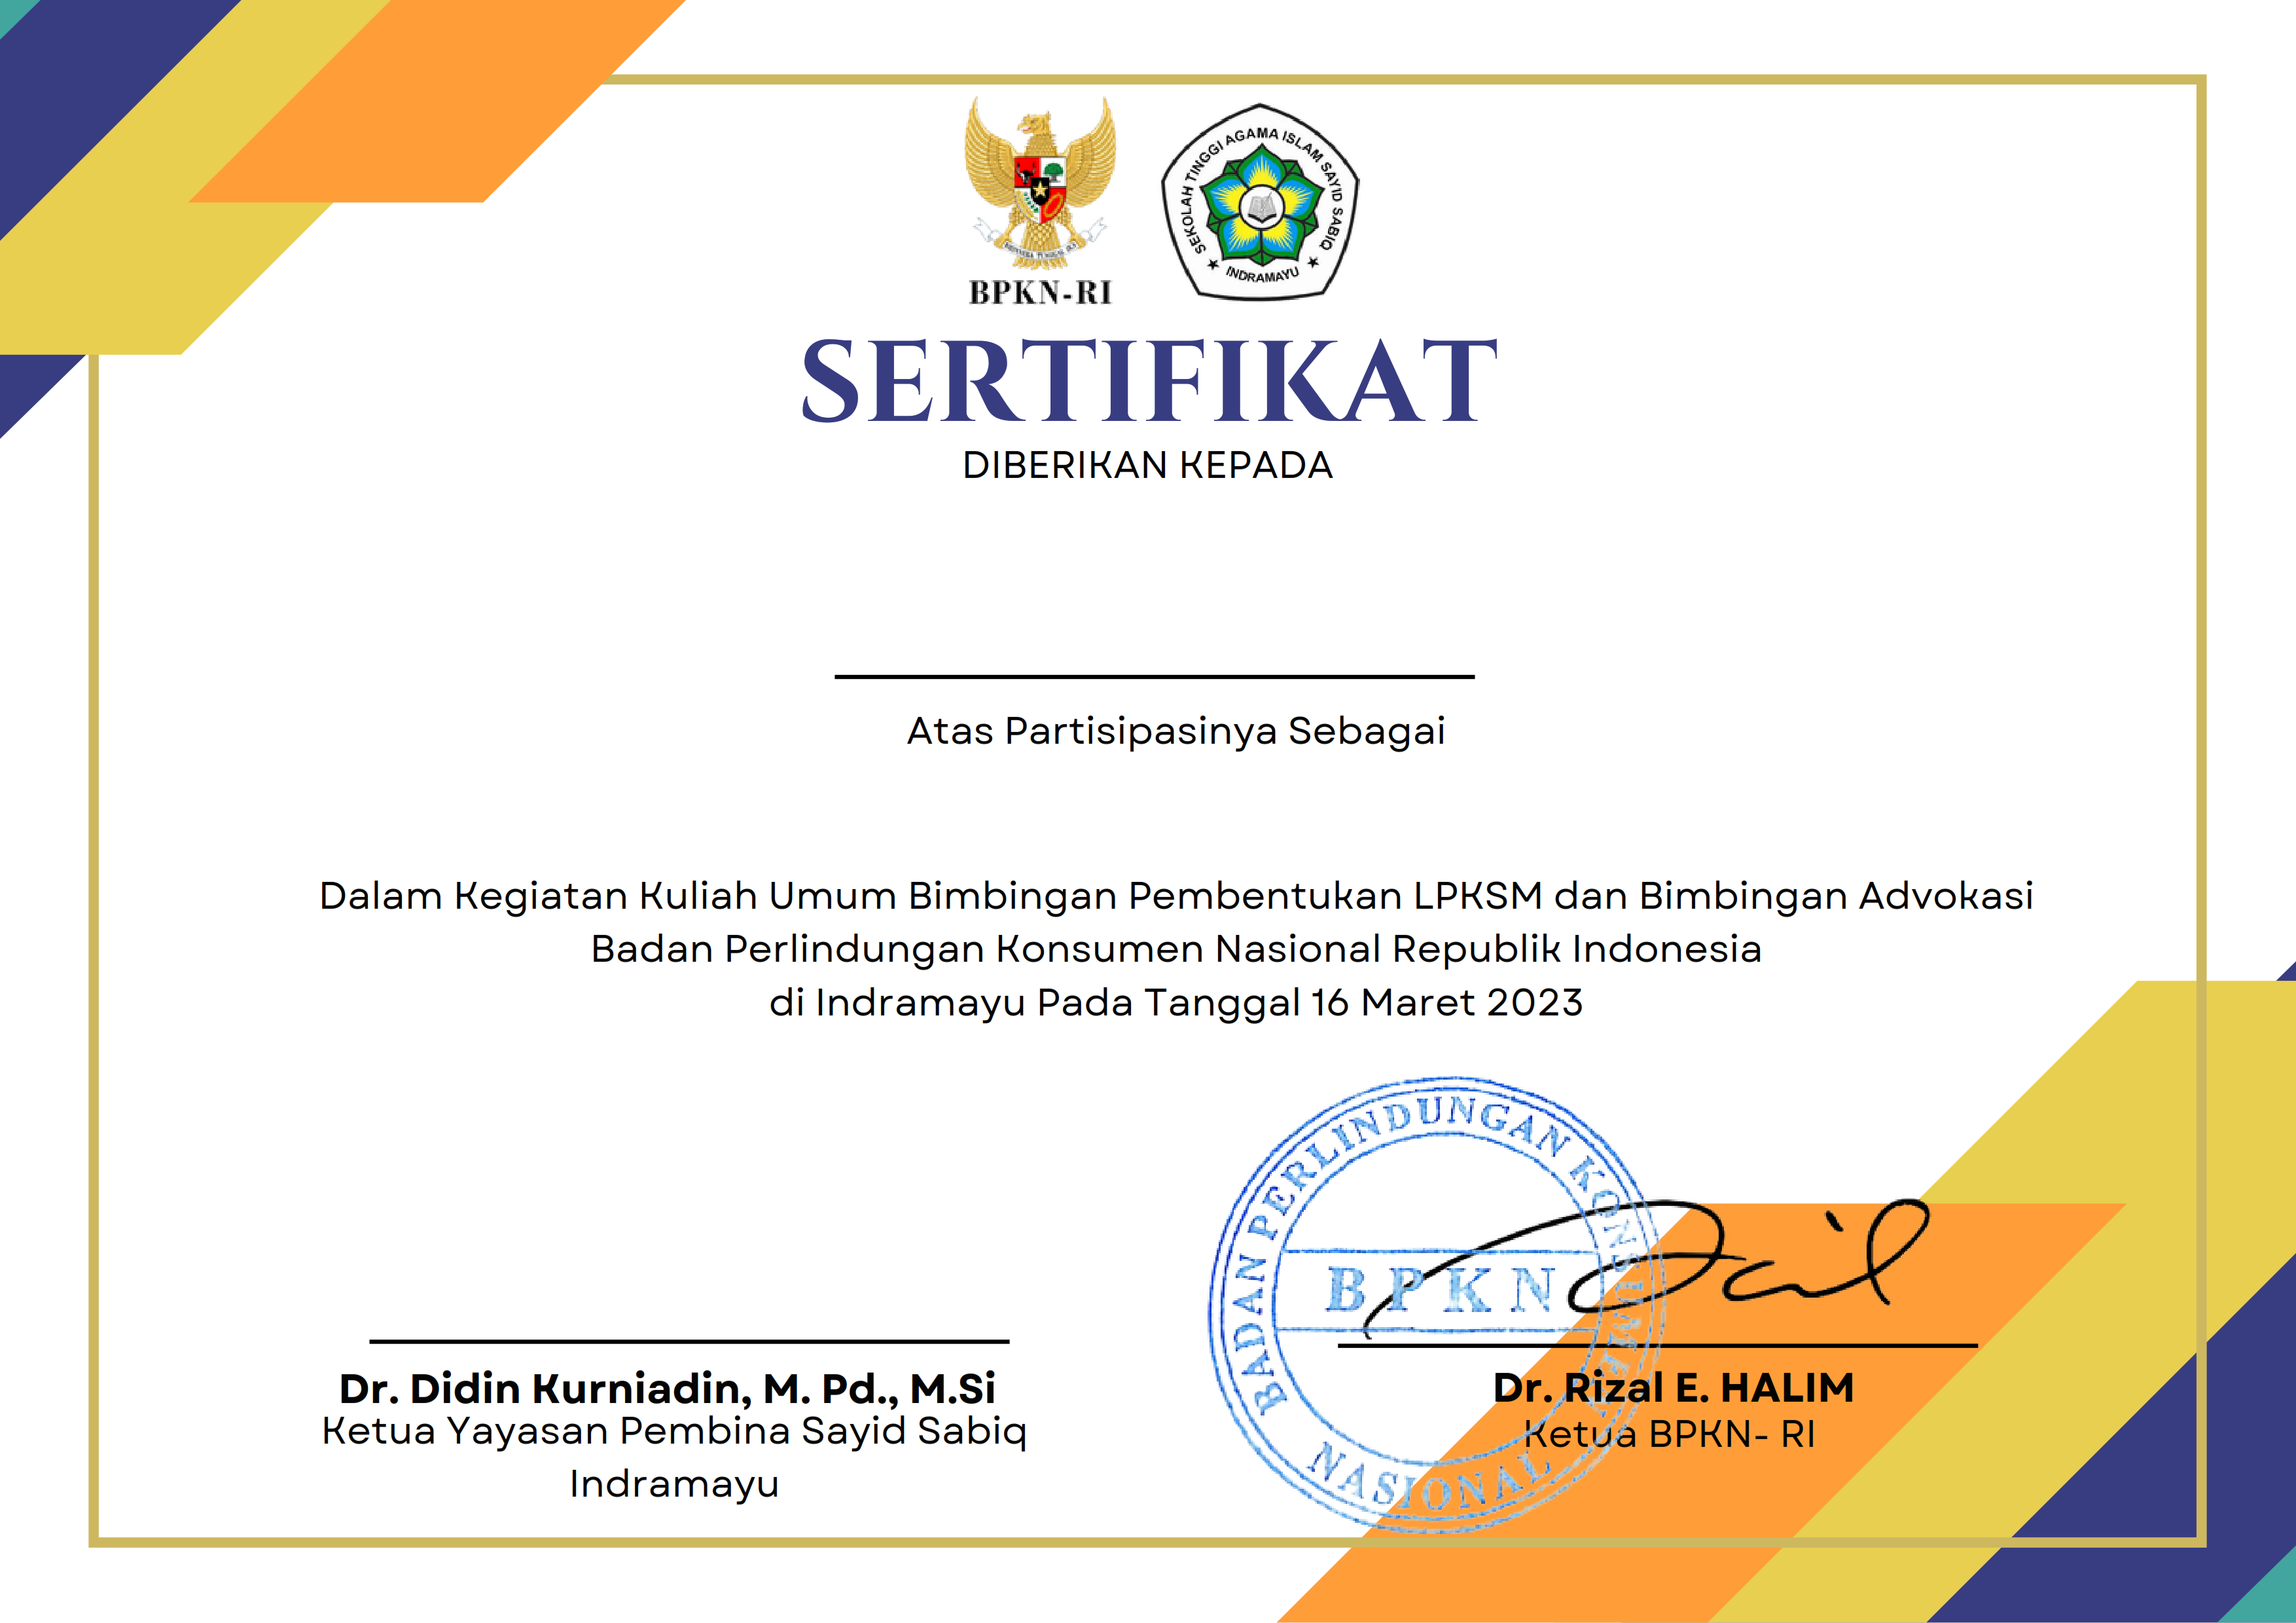 BPKN-RI
SEKOLAH TINGGI AGAMA ISLAM SAYID SABIQ
INDRAMAYU
SERTIFIKAT
DIBERIKAN KEPADA
Atas Partisipasinya Sebagai
Dalam Kegiatan Kuliah Umum Bimbingan Pembentukan LPKSM dan Bimbingan Advokasi
Badan Perlindungan Konsumen Nasional Republik Indonesia
di Indramayu Pada Tanggal 16 Maret 2023
BADAN PERLINDUNGAN KONSUMEN
BPKN
NASIONAL
Dr. Didin Kurniadin, M. Pd., M.Si
Ketua Yayasan Pembina Sayid Sabiq
Indramayu
Dr. Rizal E. HALIM
Ketua BPKN- RI